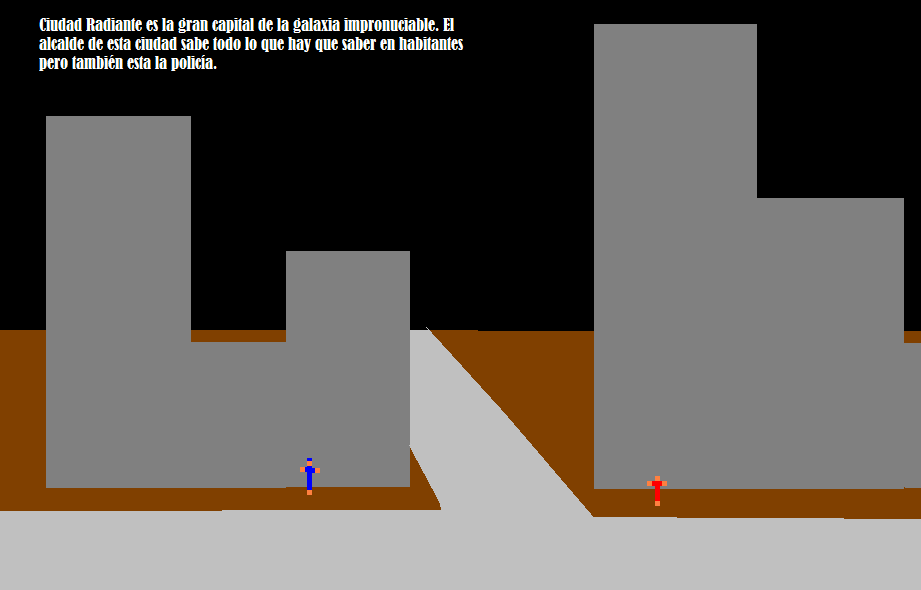 Ciudad Radiante es la gran capital de la galaxia impronuciable. El
alcalde de esta ciudad sabe todo lo que hay que saber en habitantes
pero también esta la policía.